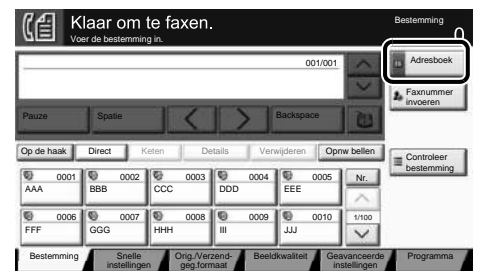 Klaar om te faxen.
Voer de bestemming in.
Bestemming
0
001/001
Adresboek
Faxnummer
invoeren
Pauze
Spatie
Backspace
Op de haak
Direct
Keten
Details
Verwijderen
Opnw bellen
Controleer
bestemming
0001
AAA
0002
BBB
0003
CCC
0004
DDD
0005
EEE
Nr.
0006
FFF
0007
GGG
0008
HHH
0009
III
0010
JJJ
1/100
Bestemming
Snelle
instellingen
Orig./Verzend-
geg.formaat
Beeldkwaliteit
Geavanceerde
instellingen
Programma